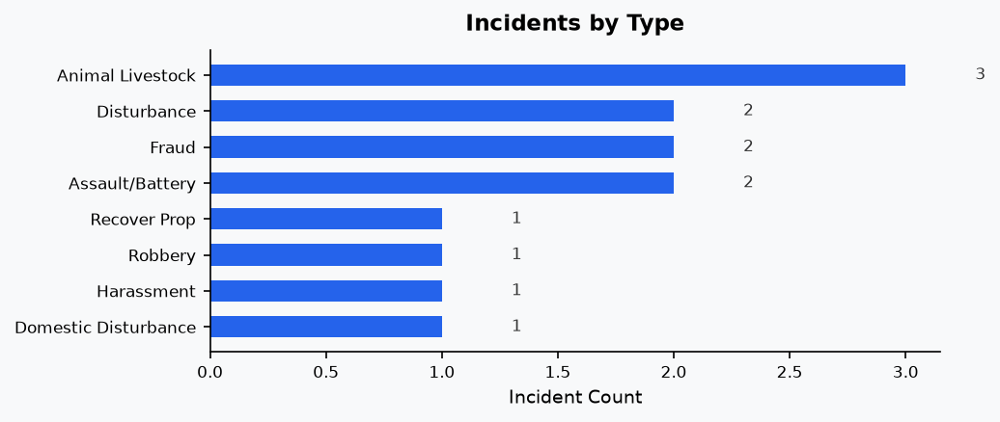 Incidents by Type
Animal Livestock 3
Disturbance 2
Fraud 2
Assault/Battery 2
Recover Prop 1
Robbery 1
Harassment 1
Domestic Disturbance 1
0.0 0.5 1.0 1.5 2.0 2.5 3.0
Incident Count